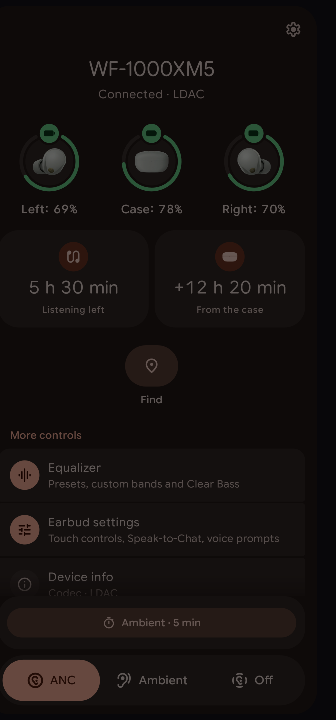 WF-1000XM5
Connected · LDAC
Left: 69%
Case: 78%
Right: 70%
5 h 30 min
Listening left
+12 h 20 min
From the case
Find
More controls
Equalizer
Presets, custom bands and Clear Bass
Earbud settings
Touch controls, Speak-to-Chat, voice prompts
Device info
Codec · LDAC
Ambient · 5 min
ANC
Ambient
Off